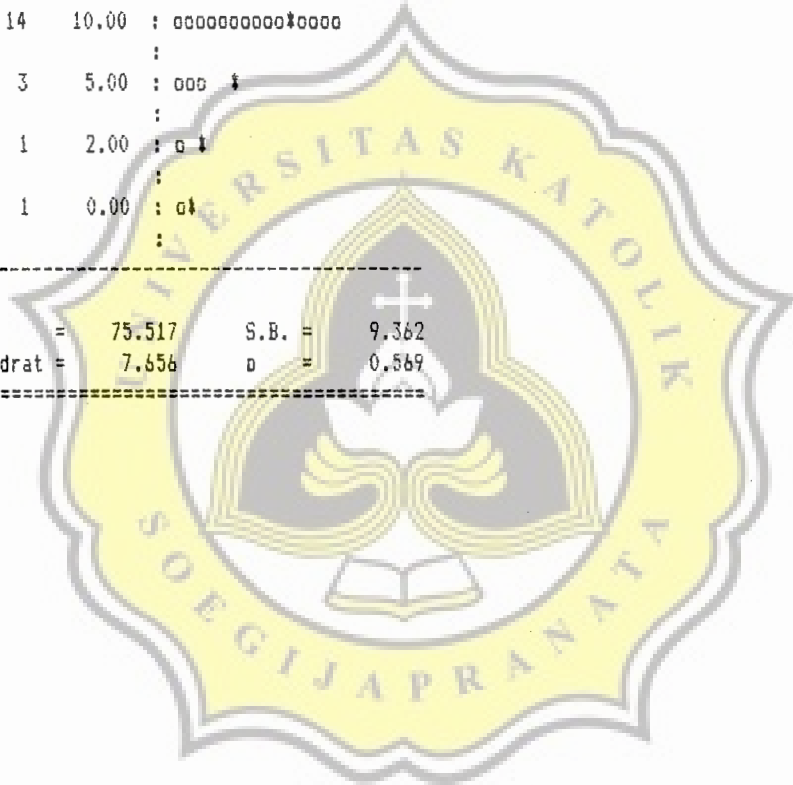 14 10.00 : oooooooooo*oooo
:
3 5.00 : ooo *
:
1 2.00 : o *
:
1 0.00 : o*
:
---------------------------------------------
= 75.517 S.B. = 9.362
drat = 7.656 p = 0.569
=============================================
UNIVERSITAS KATOLIK
SOEGIJAPRANATA